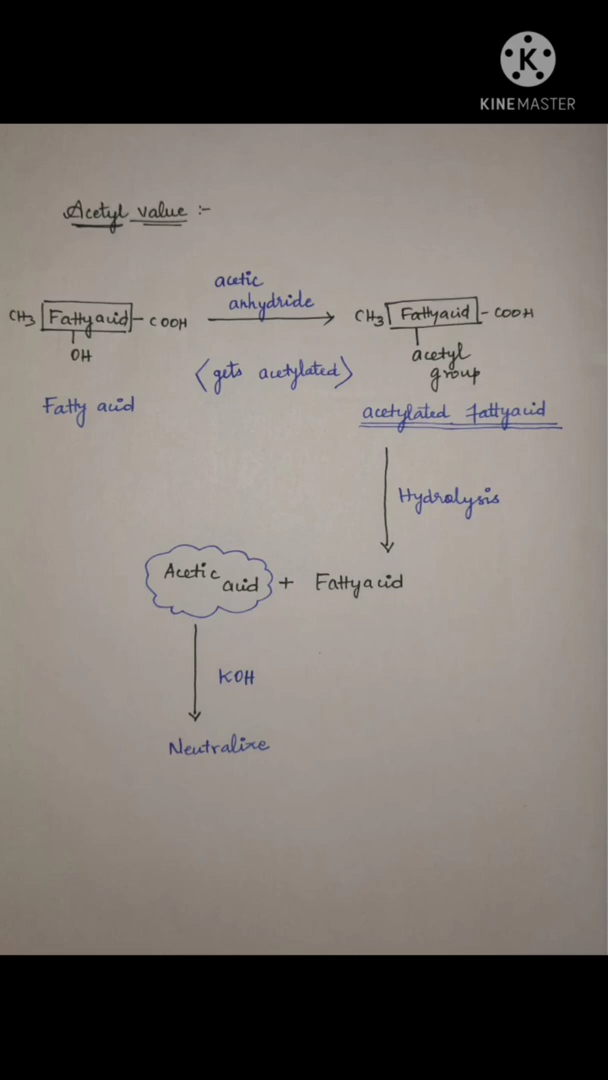 K
KINEMASTER
Acetyl value :-
CH3 Fattyacid - COOH
OH
Fatty acid
acetic
anhydride
(gets acetylated)
CH3 Fattyacid - COOH
acetyl
group
acetylated fattyacid
Hydrolysis
Acetic
acid + Fattyacid
KOH
Neutralize